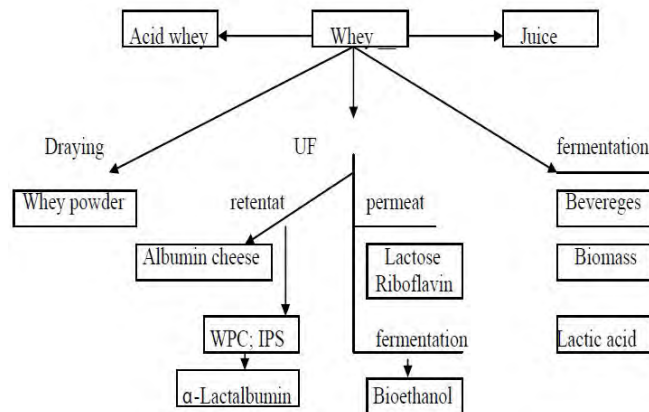 Acid whey
Whey
Juice
Draying
UF
fermentation
Whey powder
retentat
permeat
Bevereges
Albumin cheese
Lactose
Riboflavin
Biomass
WPC; IPS
fermentation
Lactic acid
α-Lactalbumin
Bioethanol